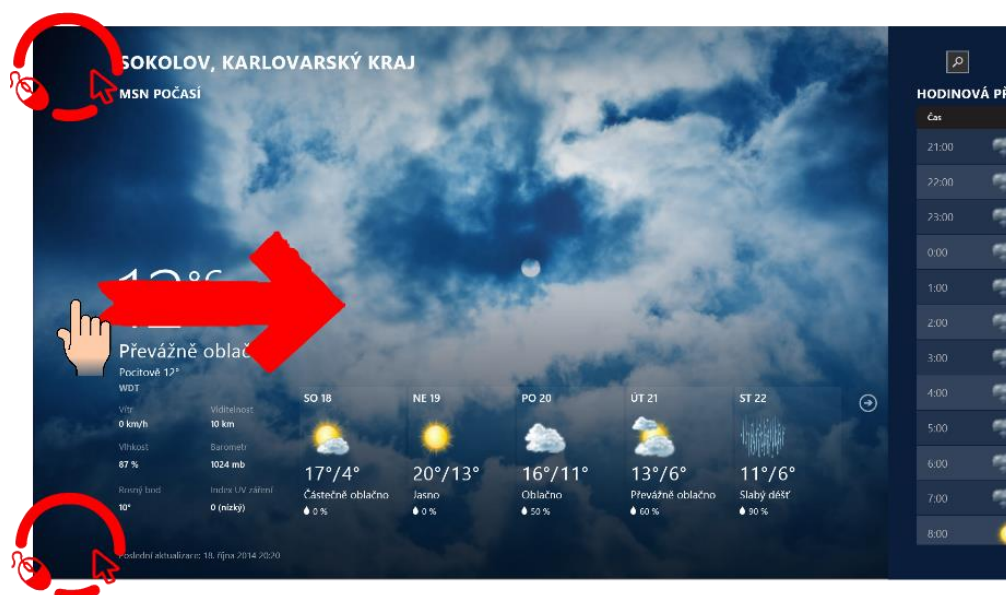 SOKOLOV, KARLOVARSKÝ KRAJ
MSN POČASÍ
Převážně oblač
Pocitově 12°
WDT
Vítr
0 km/h
Viditelnost
10 km
Vlhkost
87 %
Barometr
1024 mb
Rosný bod
10°
Index UV záření
0 (nízký)
SO 18
17°/4°
Částečně oblačno
0 %
NE 19
20°/13°
Jasno
0 %
PO 20
16°/11°
Oblačno
50 %
ÚT 21
13°/6°
Převážně oblačno
60 %
ST 22
11°/6°
Slabý déšť
90 %
Poslední aktualizace: 18. října 2014 20:20
HODINOVÁ PŘ
Čas
21:00
22:00
23:00
0:00
1:00
2:00
3:00
4:00
5:00
6:00
7:00
8:00